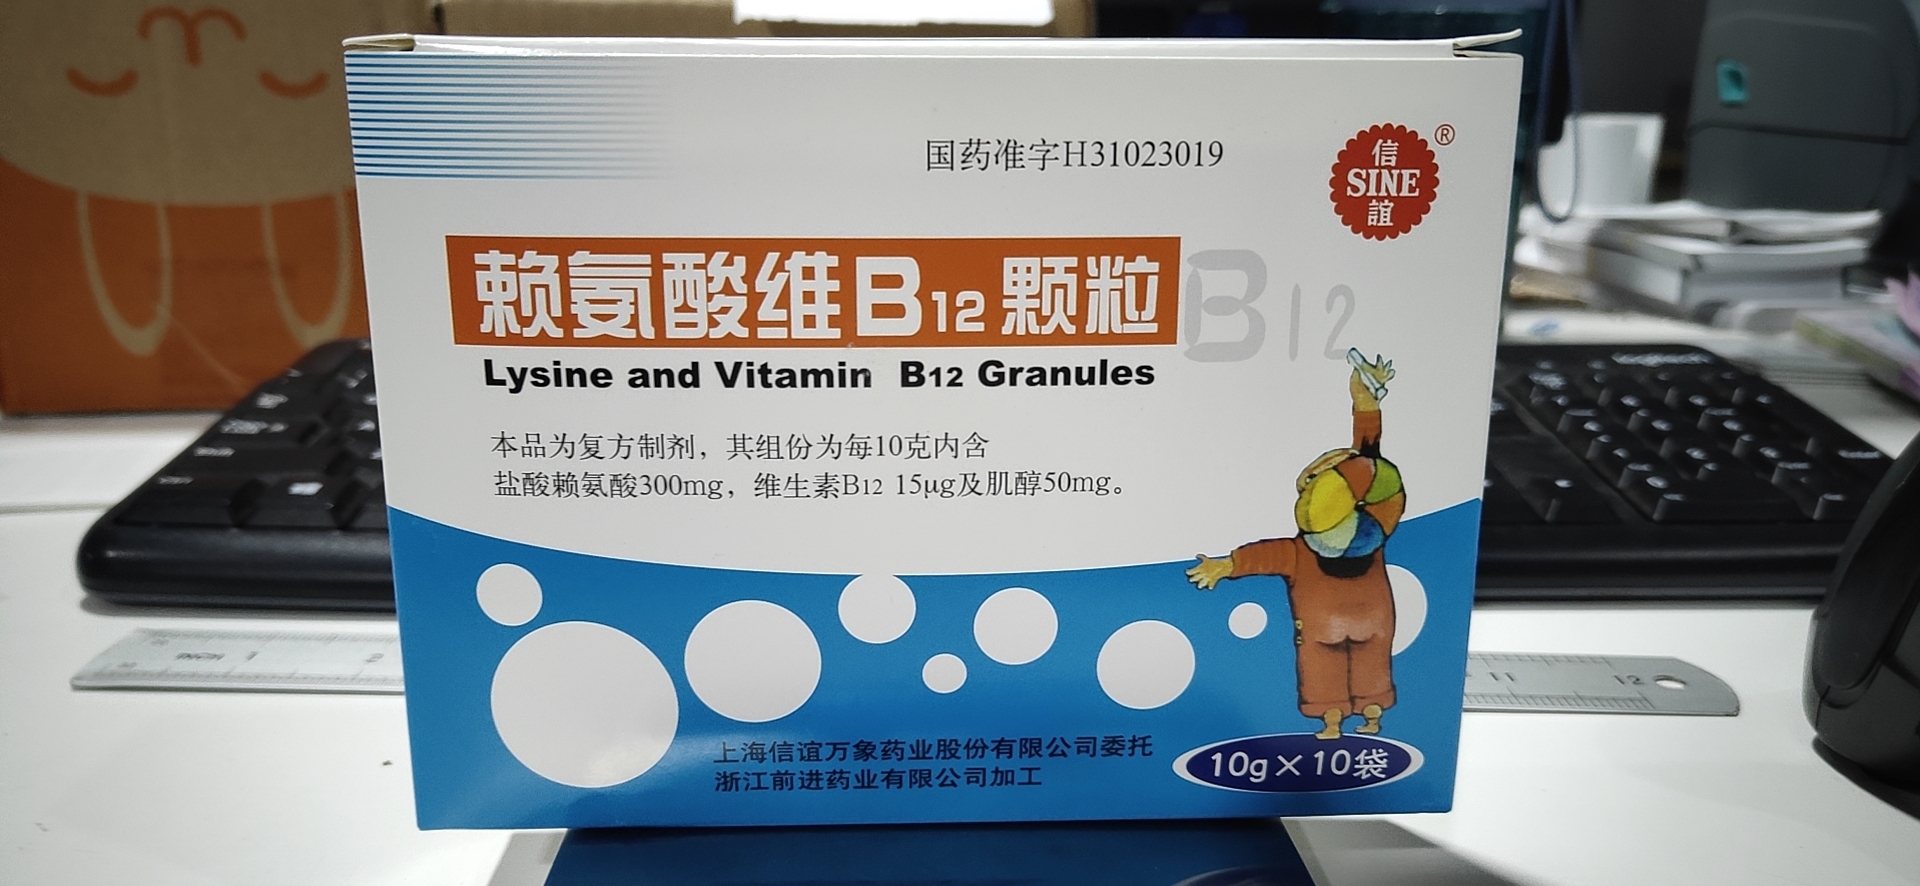 国药准字H31023019
信
SINE
誼
®
赖氨酸维B12颗粒
B12
Lysine and Vitamin B12 Granules
本品为复方制剂，其组份为每10克内含
盐酸赖氨酸300mg，维生素B12 15μg及肌醇50mg。
上海信谊万象药业股份有限公司委托
浙江前进药业有限公司加工
10g×10袋
INCH 1 2
11 12